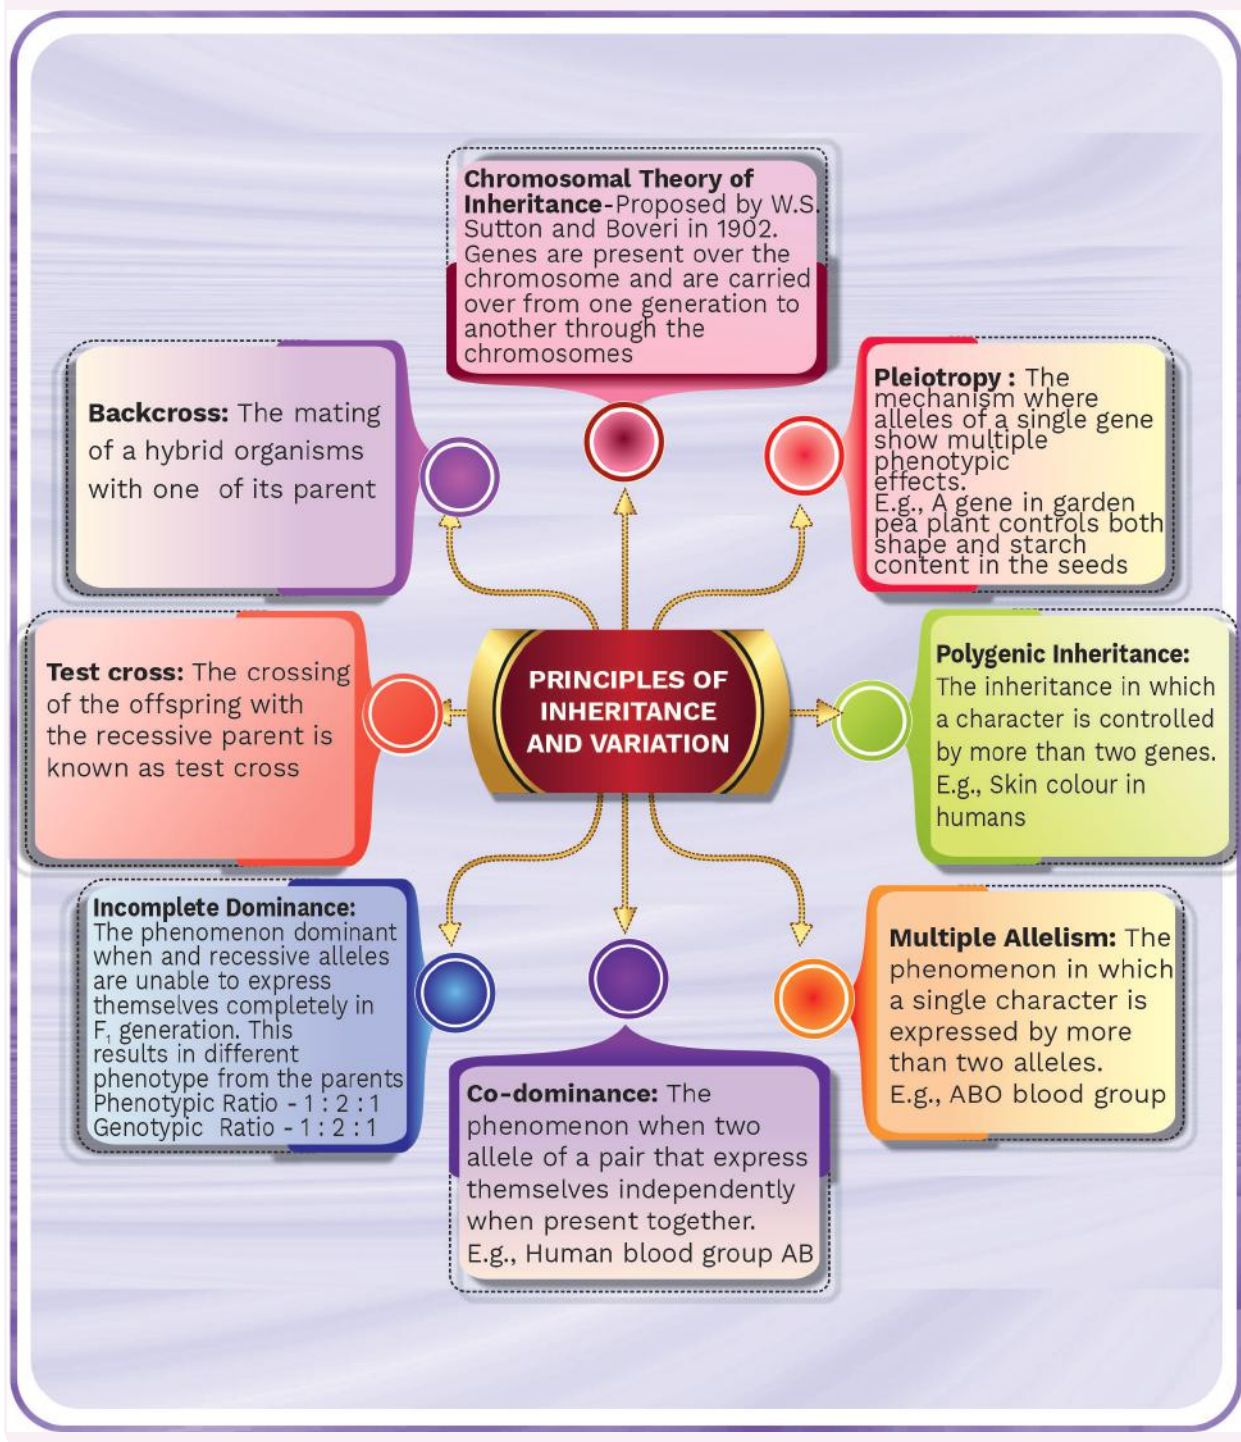 Chromosomal Theory of
Inheritance-Proposed by W.S.
Sutton and Boveri in 1902.
Genes are present over the
chromosome and are carried
over from one generation to
another through the
chromosomes
Backcross: The mating
of a hybrid organisms
with one of its parent
Pleiotropy : The
mechanism where
alleles of a single gene
show multiple
phenotypic
effects.
E.g., A gene in garden
pea plant controls both
shape and starch
content in the seeds
Test cross: The crossing
of the offspring with
the recessive parent is
known as test cross
PRINCIPLES OF
INHERITANCE
AND VARIATION
Polygenic Inheritance:
The inheritance in which
a character is controlled
by more than two genes.
E.g., Skin colour in
humans
Incomplete Dominance:
The phenomenon dominant
when and recessive alleles
are unable to express
themselves completely in
F₁ generation. This
results in different
phenotype from the parents
Phenotypic Ratio - 1 : 2 : 1
Genotypic Ratio - 1 : 2 : 1
Co-dominance: The
phenomenon when two
allele of a pair that express
themselves independently
when present together.
E.g., Human blood group AB
Multiple Allelism: The
phenomenon in which
a single character is
expressed by more
than two alleles.
E.g., ABO blood group